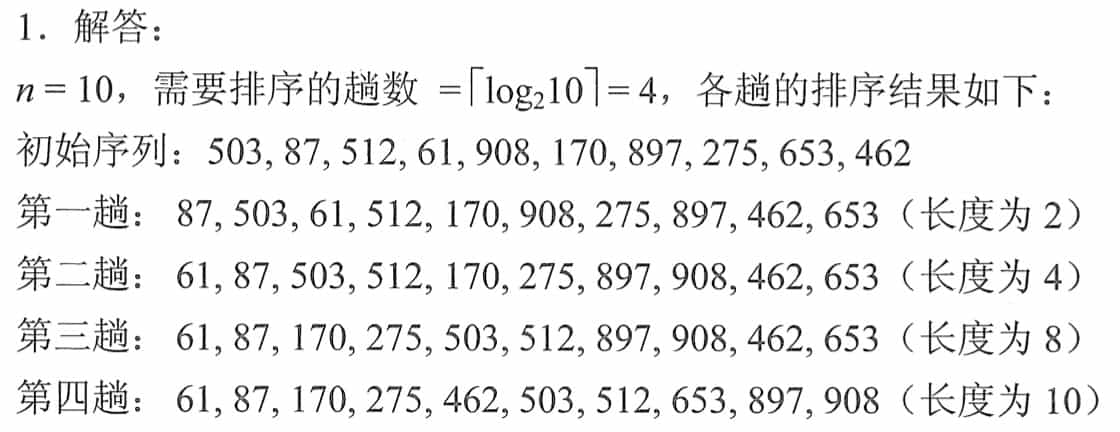 1. 解答：
n = 10，需要排序的趟数 =⌈log₂10⌉= 4，各趟的排序结果如下：
初始序列：503, 87, 512, 61, 908, 170, 897, 275, 653, 462
第一趟： 87, 503, 61, 512, 170, 908, 275, 897, 462, 653（长度为 2）
第二趟： 61, 87, 503, 512, 170, 275, 897, 908, 462, 653（长度为 4）
第三趟： 61, 87, 170, 275, 503, 512, 897, 908, 462, 653（长度为 8）
第四趟： 61, 87, 170, 275, 462, 503, 512, 653, 897, 908（长度为 10）